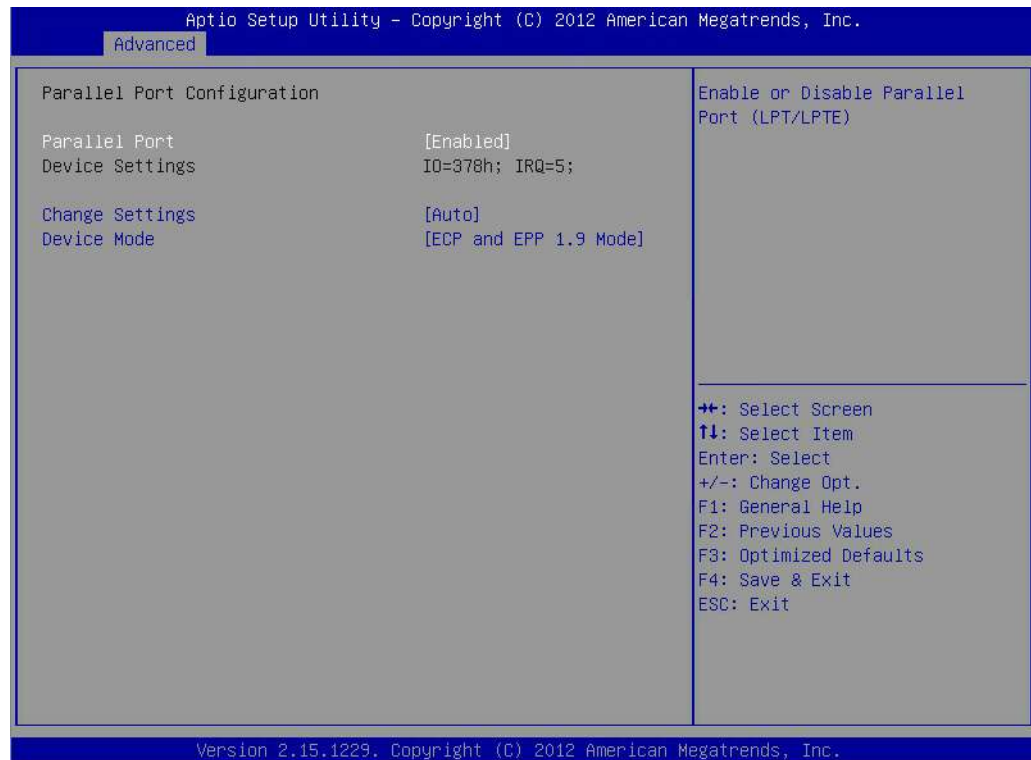 Aptio Setup Utility – Copyright (C) 2012 American Megatrends, Inc.
Advanced
Parallel Port Configuration
Parallel Port [Enabled]
Device Settings IO=378h; IRQ=5;
Change Settings [Auto]
Device Mode [ECP and EPP 1.9 Mode]
Enable or Disable Parallel
Port (LPT/LPTE)
→←: Select Screen
↑↓: Select Item
Enter: Select
+/-: Change Opt.
F1: General Help
F2: Previous Values
F3: Optimized Defaults
F4: Save & Exit
ESC: Exit
Version 2.15.1229. Copyright (C) 2012 American Megatrends, Inc.